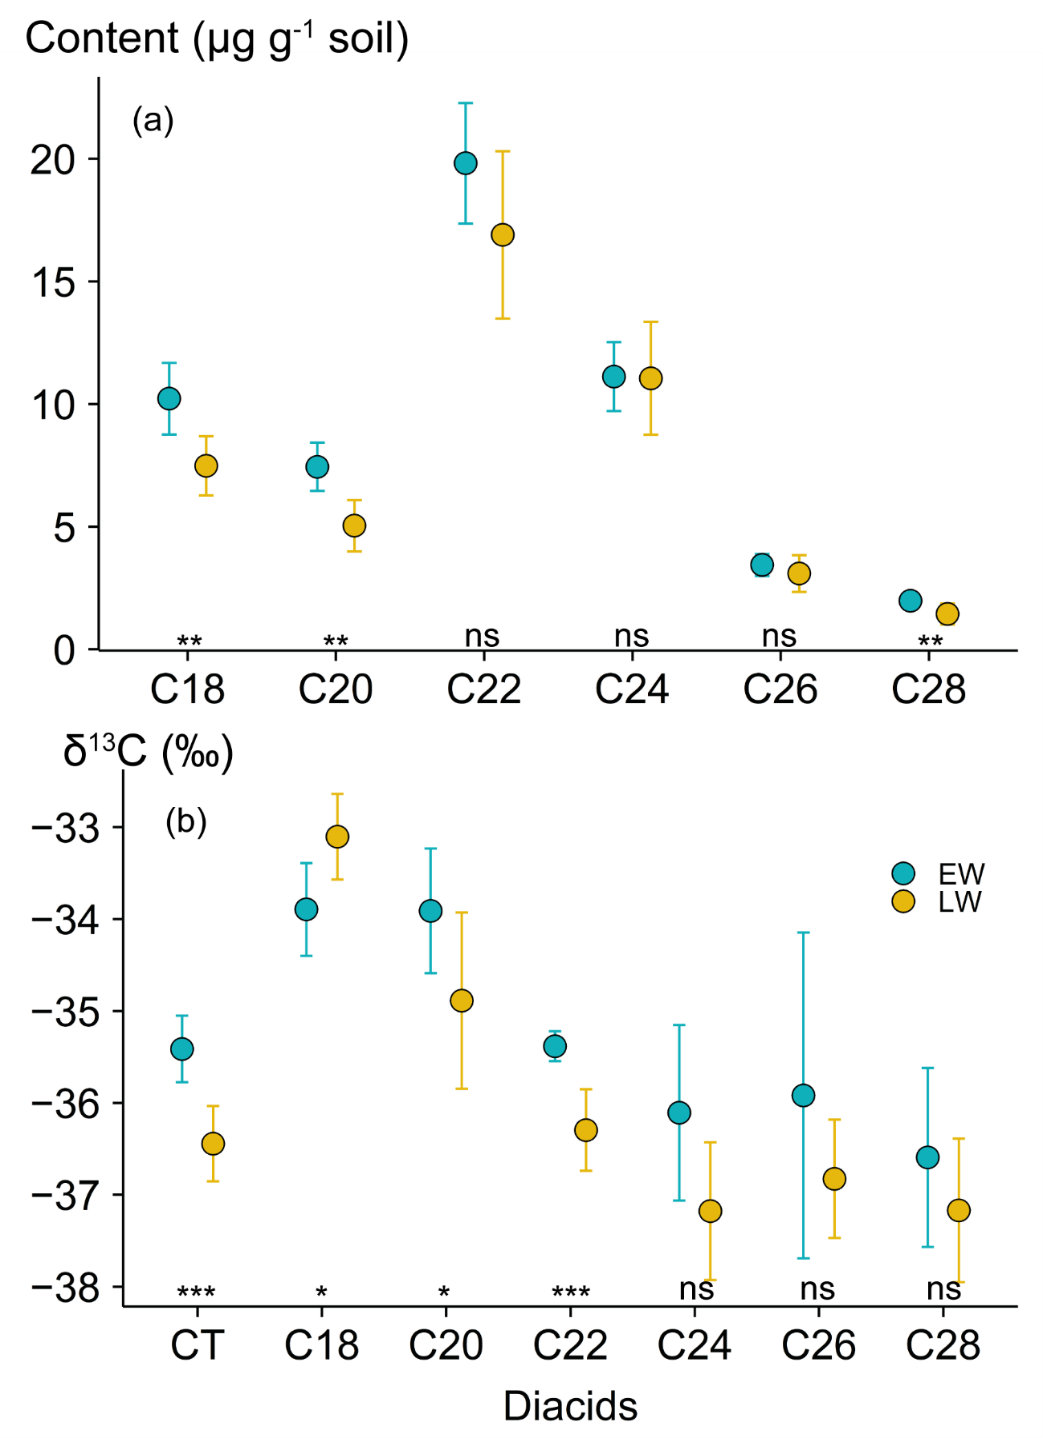 Content (µg g⁻¹ soil)
(a)
20
15
10
5
0
** ** ns ns ns **
C18 C20 C22 C24 C26 C28
δ¹³C (‰)
(b)
−33
EW
LW
−34
−35
−36
−37
−38
*** * * *** ns ns ns
CT C18 C20 C22 C24 C26 C28
Diacids